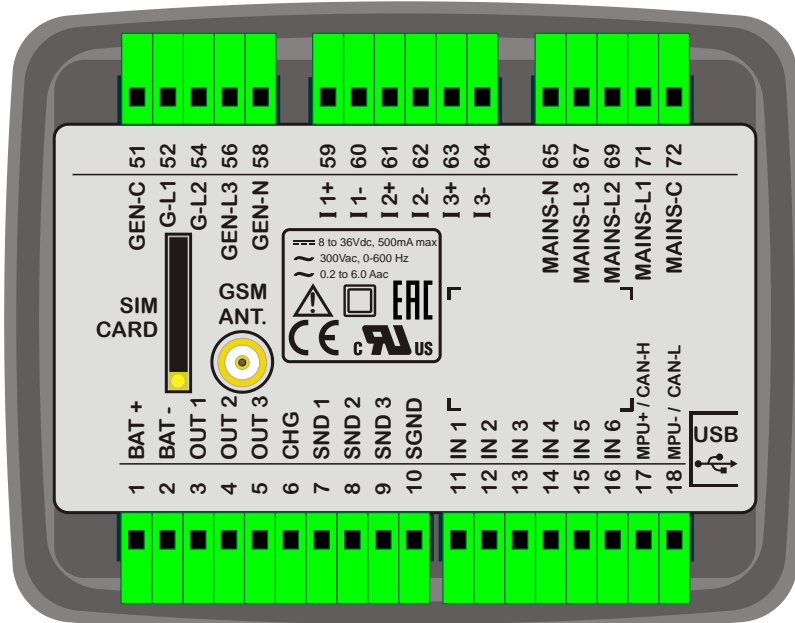 51 GEN-C
52 G-L1
54 G-L2
56 GEN-L3
58 GEN-N
59 I 1+
60 I 1-
61 I 2+
62 I 2-
63 I 3+
64 I 3-
65 MAINS-N
67 MAINS-L3
69 MAINS-L2
71 MAINS-L1
72 MAINS-C
8 to 36Vdc, 500mA max
300Vac, 0-600 Hz
0.2 to 6.0 Aac
EAC
CE
c RU US
SIM
CARD
GSM
ANT.
1 BAT +
2 BAT -
3 OUT 1
4 OUT 2
5 OUT 3
6 CHG
7 SND 1
8 SND 2
9 SND 3
10 SGND
11 IN 1
12 IN 2
13 IN 3
14 IN 4
15 IN 5
16 IN 6
17 MPU+ / CAN-H
18 MPU- / CAN-L
USB